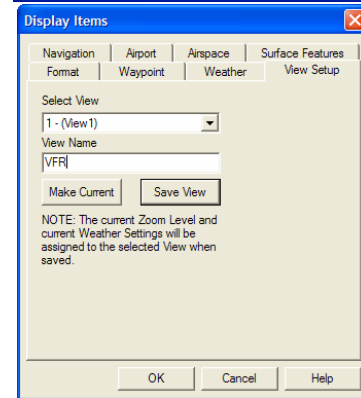 Display Items
Navigation Airport Airspace Surface Features
Format Waypoint Weather View Setup
Select View
1 - (View1)
View Name
VFR
Make Current Save View
NOTE: The current Zoom Level and
current Weather Settings will be
assigned to the selected View when
saved.
OK Cancel Help